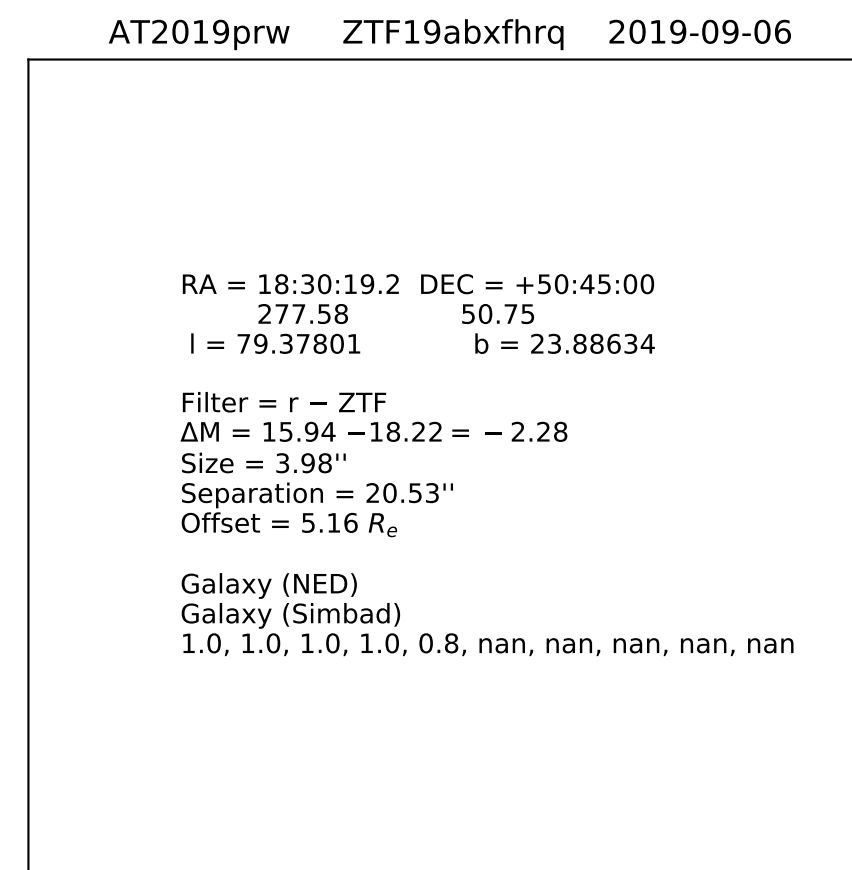 AT2019prw ZTF19abxfhrq 2019-09-06
RA = 18:30:19.2 DEC = +50:45:00
277.58 50.75
l = 79.37801 b = 23.88634
Filter = r − ZTF
ΔM = 15.94 −18.22 = − 2.28
Size = 3.98''
Separation = 20.53''
Offset = 5.16 Re
Galaxy (NED)
Galaxy (Simbad)
1.0, 1.0, 1.0, 1.0, 0.8, nan, nan, nan, nan, nan